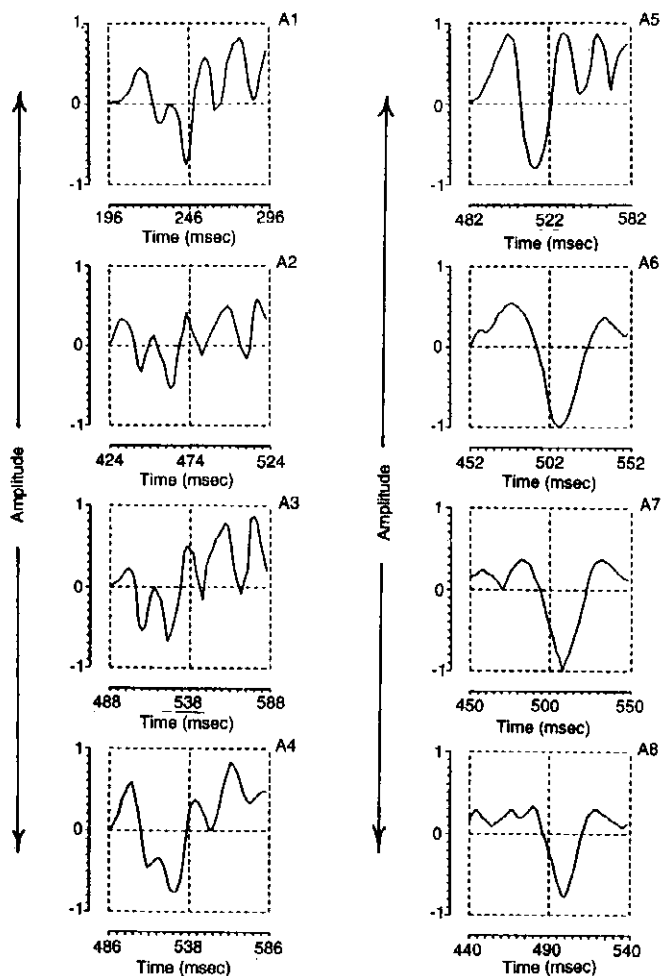 A1
1
0
-1
196 246 296
Time (msec)
A2
1
0
-1
424 474 524
Time (msec)
A3
1
0
-1
488 538 588
Time (msec)
A4
1
0
-1
486 538 586
Time (msec)
Amplitude
A5
1
0
-1
482 522 582
Time (msec)
A6
1
0
-1
452 502 552
Time (msec)
A7
1
0
-1
450 500 550
Time (msec)
A8
1
0
-1
440 490 540
Time (msec)
Amplitude